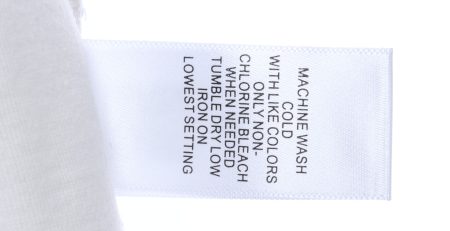 MACHINE WASH
COLD
WITH LIKE COLORS
ONLY NON-
CHLORINE BLEACH
WHEN NEEDED
TUMBLE DRY LOW
IRON ON
LOWEST SETTING